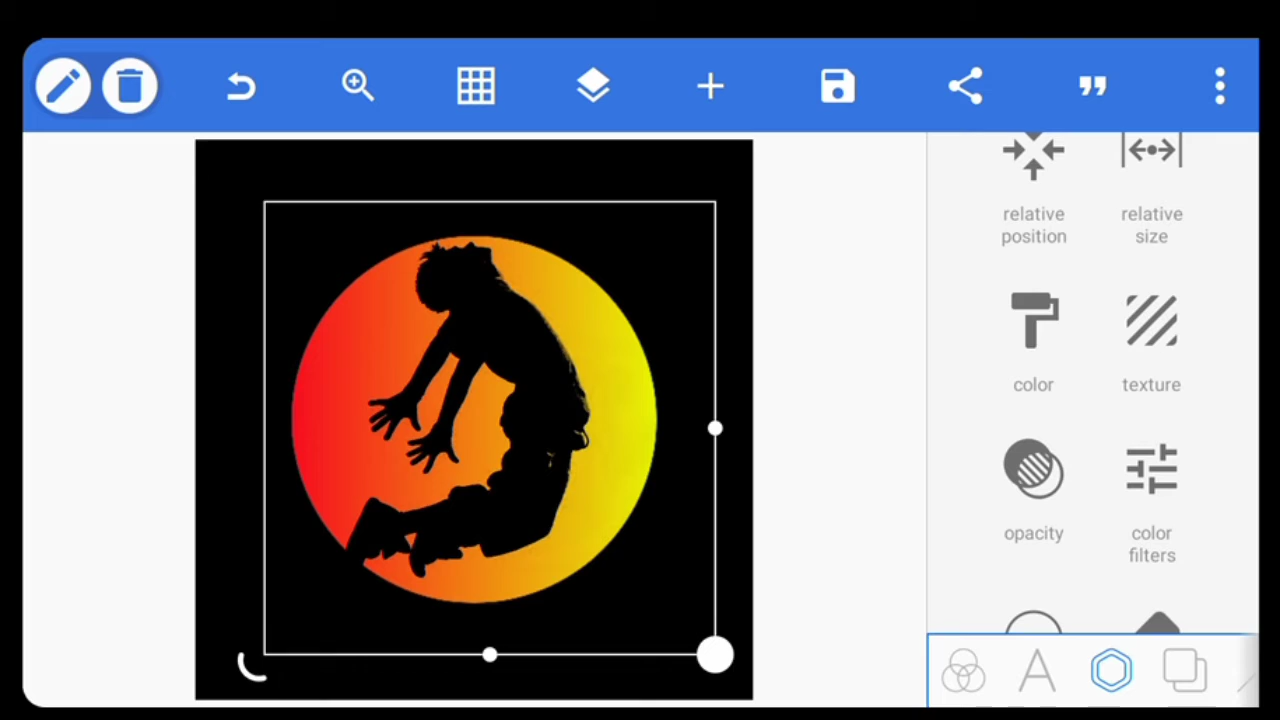 relative
position
relative
size
color
texture
opacity
color
filters